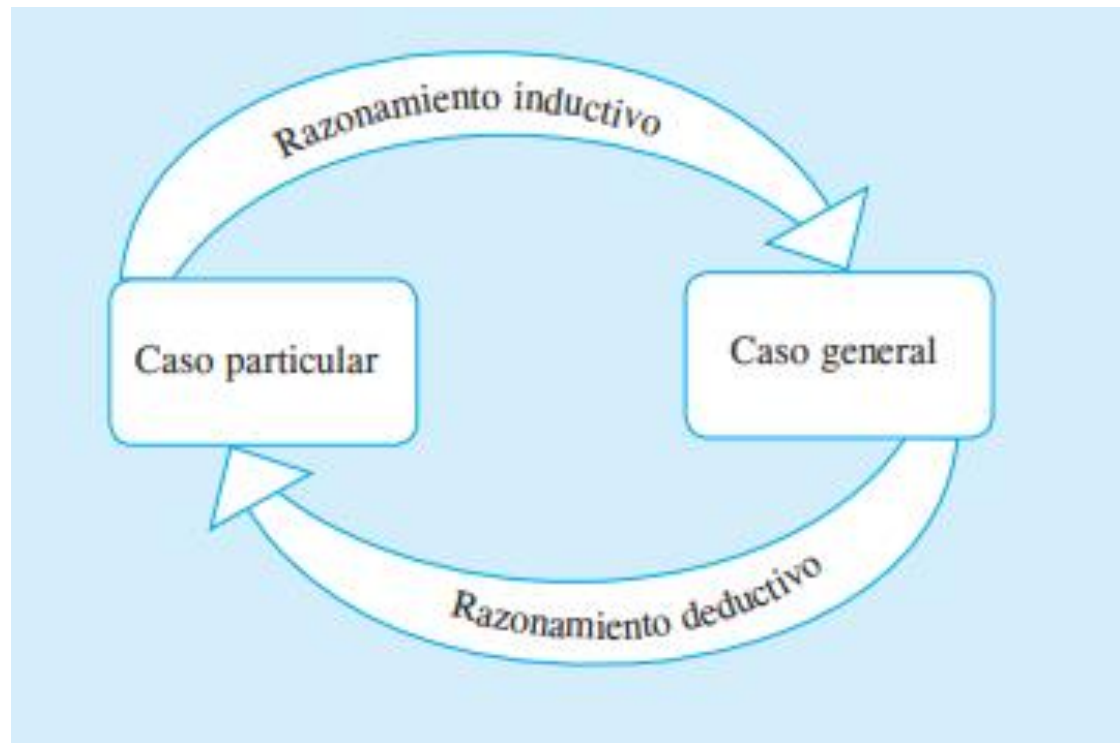 Razonamiento inductivo
Caso particular
Caso general
Razonamiento deductivo